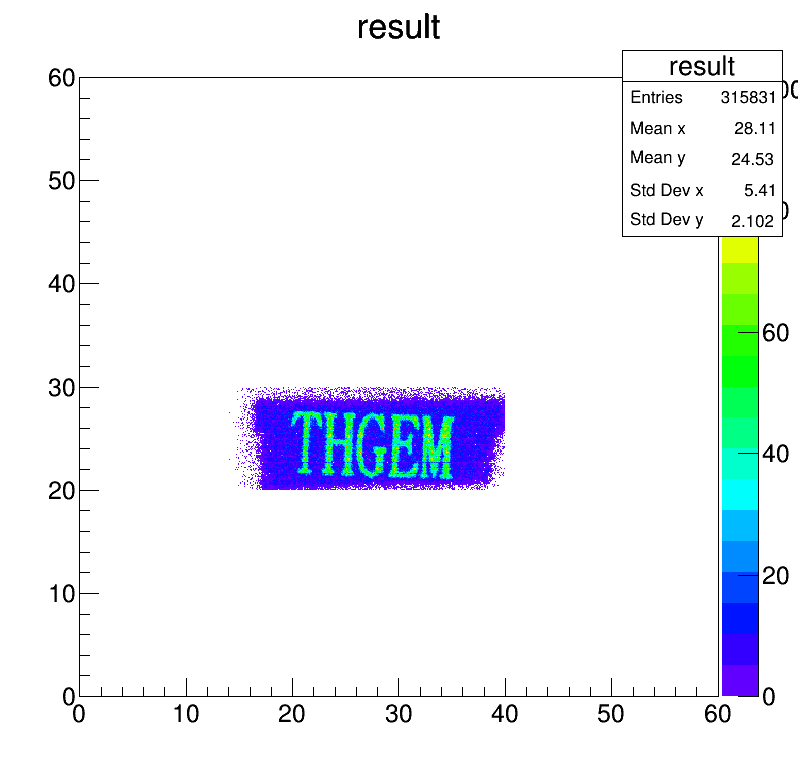 result
result
Entries 315831
Mean x 28.11
Mean y 24.53
Std Dev x 5.41
Std Dev y 2.102
60
50
40
30
20
10
0
THGEM
0 10 20 30 40 50 60
60
40
20
0